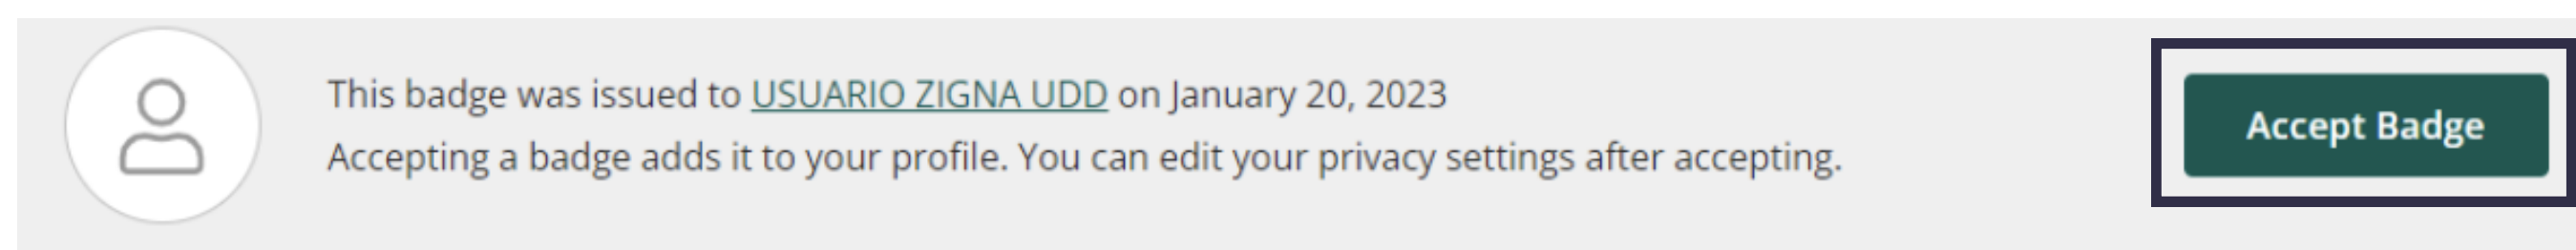 This badge was issued to USUARIO ZIGNA UDD on January 20, 2023
Accepting a badge adds it to your profile. You can edit your privacy settings after accepting.
Accept Badge